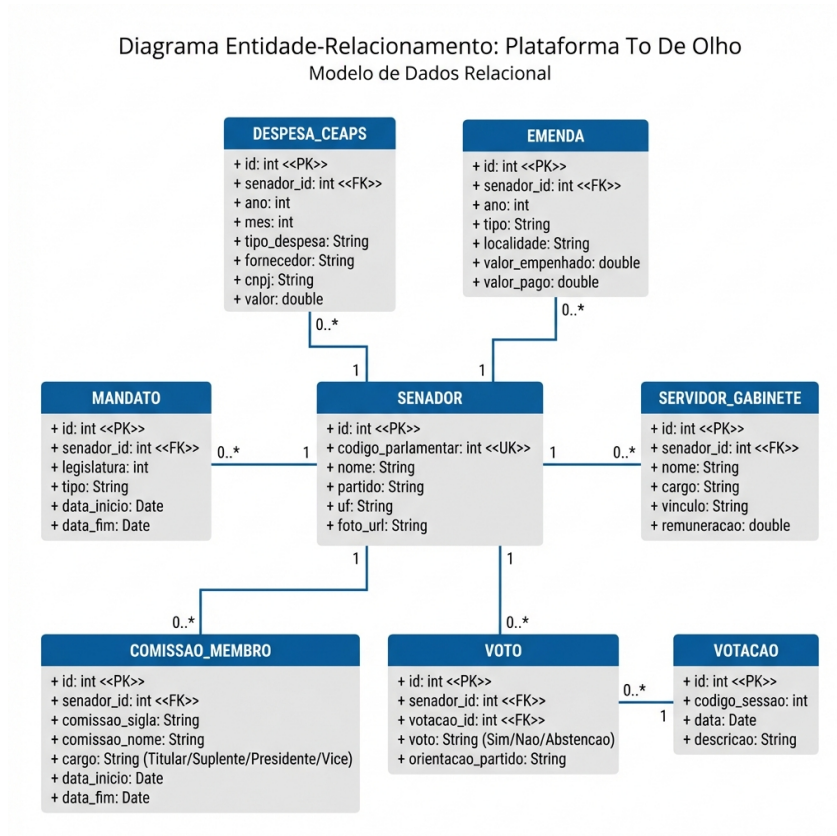 Diagrama Entidade-Relacionamento: Plataforma To De Olho
Modelo de Dados Relacional
DESPESA_CEAPS
+ id: int <<PK>>
+ senador_id: int <<FK>>
+ ano: int
+ mes: int
+ tipo_despesa: String
+ fornecedor: String
+ cnpj: String
+ valor: double
EMENDA
+ id: int <<PK>>
+ senador_id: int <<FK>>
+ ano: int
+ tipo: String
+ localidade: String
+ valor_empenhado: double
+ valor_pago: double
0..*
0..*
1
1
MANDATO
+ id: int <<PK>>
+ senador_id: int <<FK>>
+ legislatura: int
+ tipo: String
+ data_inicio: Date
+ data_fim: Date
0..*
1
SENADOR
+ id: int <<PK>>
+ codigo_parlamentar: int <<UK>>
+ nome: String
+ partido: String
+ uf: String
+ foto_url: String
1
0..*
SERVIDOR_GABINETE
+ id: int <<PK>>
+ senador_id: int <<FK>>
+ nome: String
+ cargo: String
+ vinculo: String
+ remuneracao: double
1
1
0..*
0..*
COMISSAO_MEMBRO
+ id: int <<PK>>
+ senador_id: int <<FK>>
+ comissao_sigla: String
+ comissao_nome: String
+ cargo: String (Titular/Suplente/Presidente/Vice)
+ data_inicio: Date
+ data_fim: Date
VOTO
+ id: int <<PK>>
+ senador_id: int <<FK>>
+ votacao_id: int <<FK>>
+ voto: String (Sim/Nao/Abstencao)
+ orientacao_partido: String
0..*
1
VOTACAO
+ id: int <<PK>>
+ codigo_sessao: int
+ data: Date
+ descricao: String